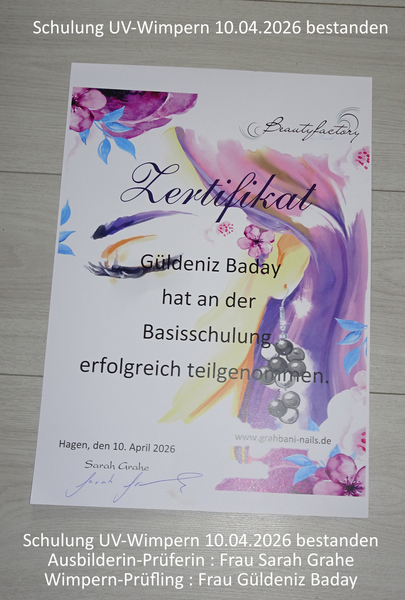 Schulung UV-Wimpern 10.04.2026 bestanden
Beautyfactory
Zertifikat
Güldeniz Baday
hat an der
Basisschulung
erfolgreich teilgenommen.
www.grahbani-nails.de
Hagen, den 10. April 2026
Sarah Grahe
Schulung UV-Wimpern 10.04.2026 bestanden
Ausbilderin-Prüferin : Frau Sarah Grahe
Wimpern-Prüfling : Frau Güldeniz Baday